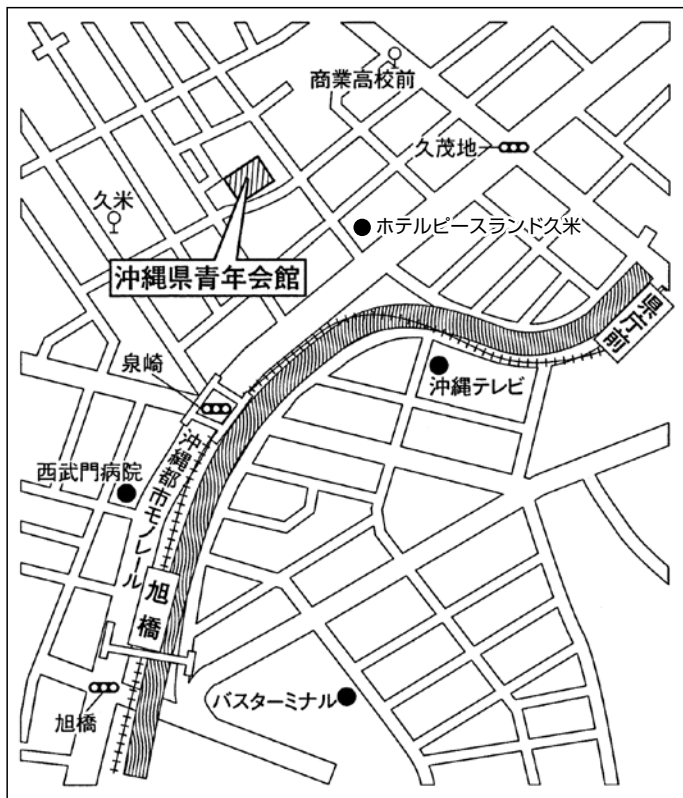 商業高校前
久茂地
久米
ホテルピースランド久米
沖縄県青年会館
県庁前
泉崎
沖縄テレビ
西武門病院
沖縄都市モノレール
旭橋
バスターミナル
旭橋